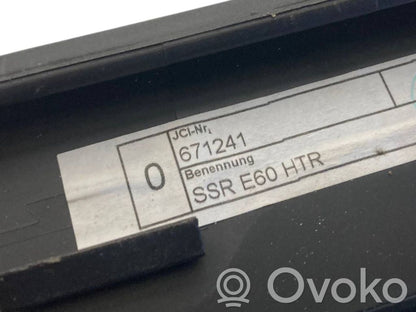 0
JCI-Nr.
671241
Benennung
SSR E60 HTR
Ovoko